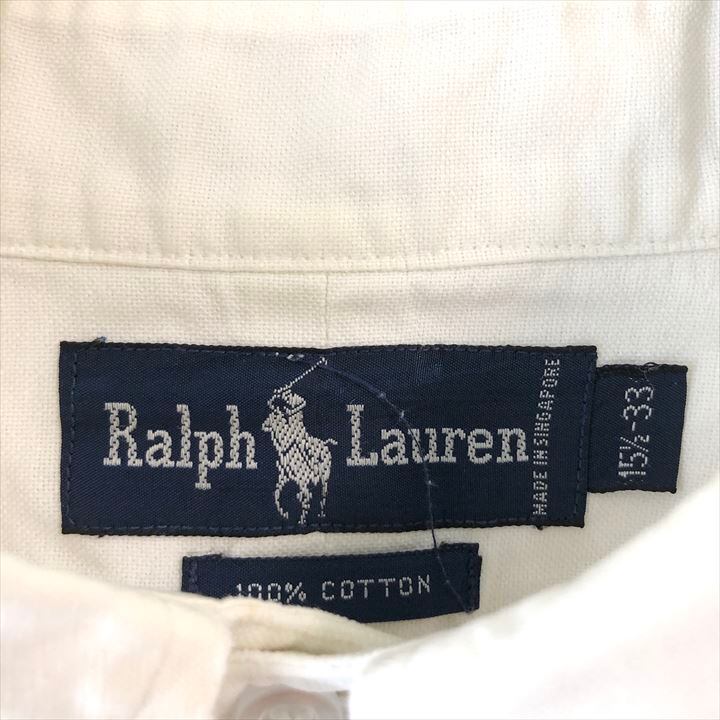 Ralph Lauren
MADE IN SINGAPORE
15½-33
100% COTTON